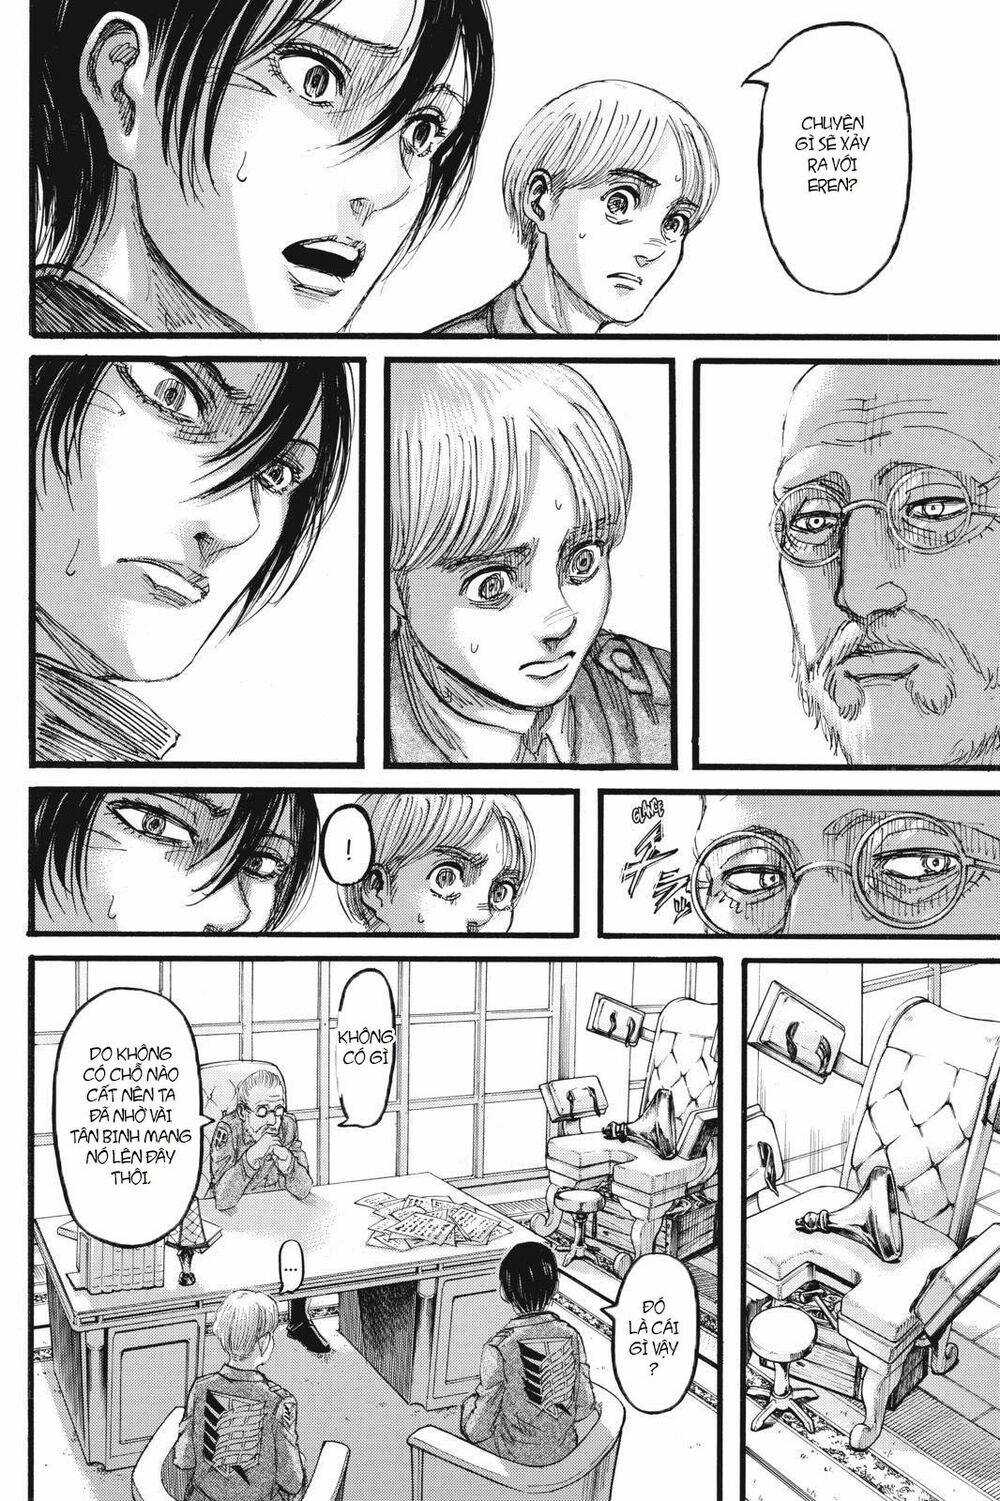 CHUYỆN
GÌ SẼ XẢY
RA VỚI
EREN?
GLANCE
!
ĐÓ
LÀ CÁI
GÌ VẬY
?
KHÔNG
CÓ GÌ
...
DO KHÔNG
CÓ CHỖ NÀO
CẤT NÊN TA
ĐÃ NHỜ VÀI
TÂN BINH MANG
NÓ LÊN ĐÂY
THÔI.